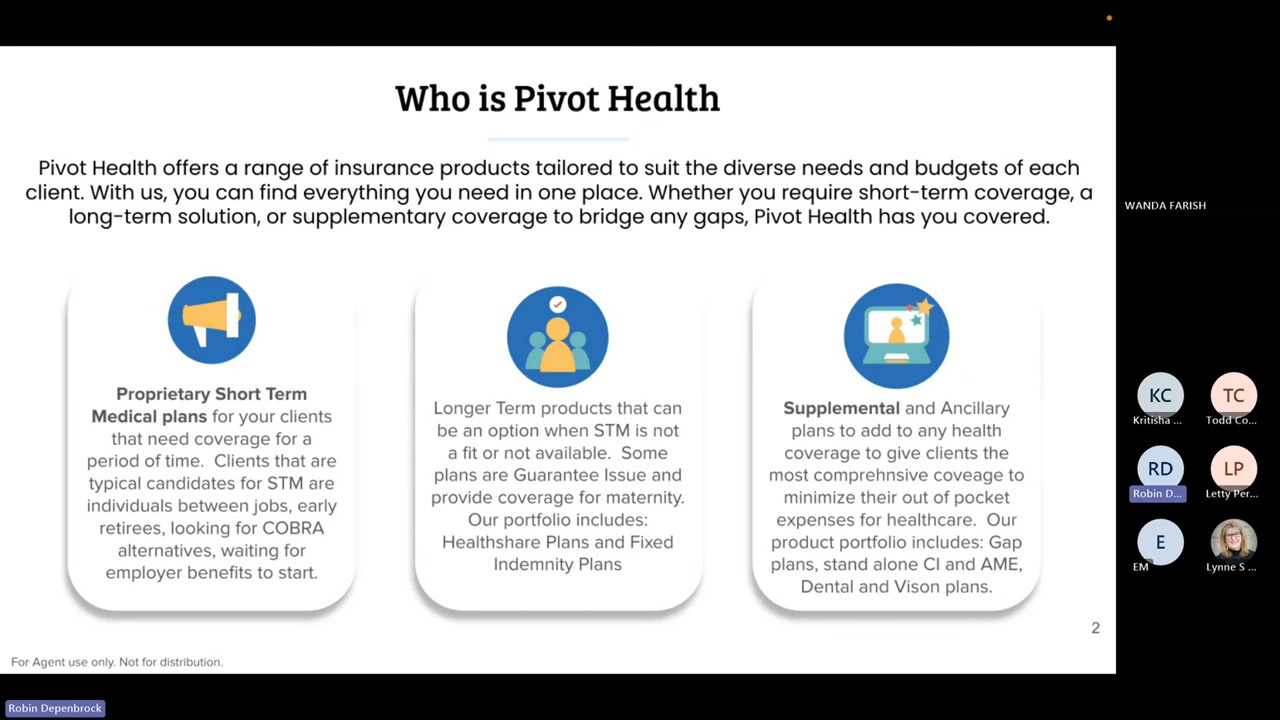 Who is Pivot Health
Pivot Health offers a range of insurance products tailored to suit the diverse needs and budgets of each
client. With us, you can find everything you need in one place. Whether you require short-term coverage, a
long-term solution, or supplementary coverage to bridge any gaps, Pivot Health has you covered.
Proprietary Short Term
Medical plans for your clients
that need coverage for a
period of time. Clients that are
typical candidates for STM are
individuals between jobs, early
retirees, looking for COBRA
alternatives, waiting for
employer benefits to start.
Longer Term products that can
be an option when STM is not
a fit or not available. Some
plans are Guarantee Issue and
provide coverage for maternity.
Our portfolio includes:
Healthshare Plans and Fixed
Indemnity Plans
Supplemental and Ancillary
plans to add to any health
coverage to give clients the
most comprehnsive coveage to
minimize their out of pocket
expenses for healthcare. Our
product portfolio includes: Gap
plans, stand alone CI and AME,
Dental and Vison plans.
2
For Agent use only. Not for distribution.
Robin Depenbrock
WANDA FARISH
KC
Kritisha ...
TC
Todd Co...
RD
Robin D...
LP
Letty Per...
E
EM
Lynne S ...